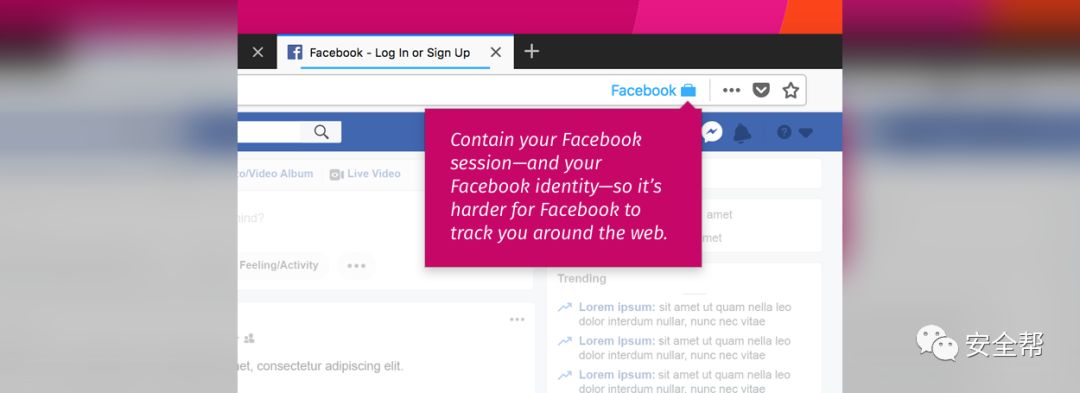 Facebook - Log In or Sign Up
Facebook
Contain your Facebook
session—and your
Facebook identity—so it's
harder for Facebook to
track you around the web.
to/Video Album
Live Video
mind?
amet
met
Feeling/Activity
Trending
Lorem ipsum: sit amet ut quam nella leo
dolor interdum nullar, nunc nec vitae
Lorem ipsum: sit amet ut quam nella leo
dolor interdum nullar, nunc nec vitae
Lorem ipsum: sit amet ut quam nella leo
dolor interdum nullar, nunc nec vitae
met, consectetur adipiscing elit.
安全帮